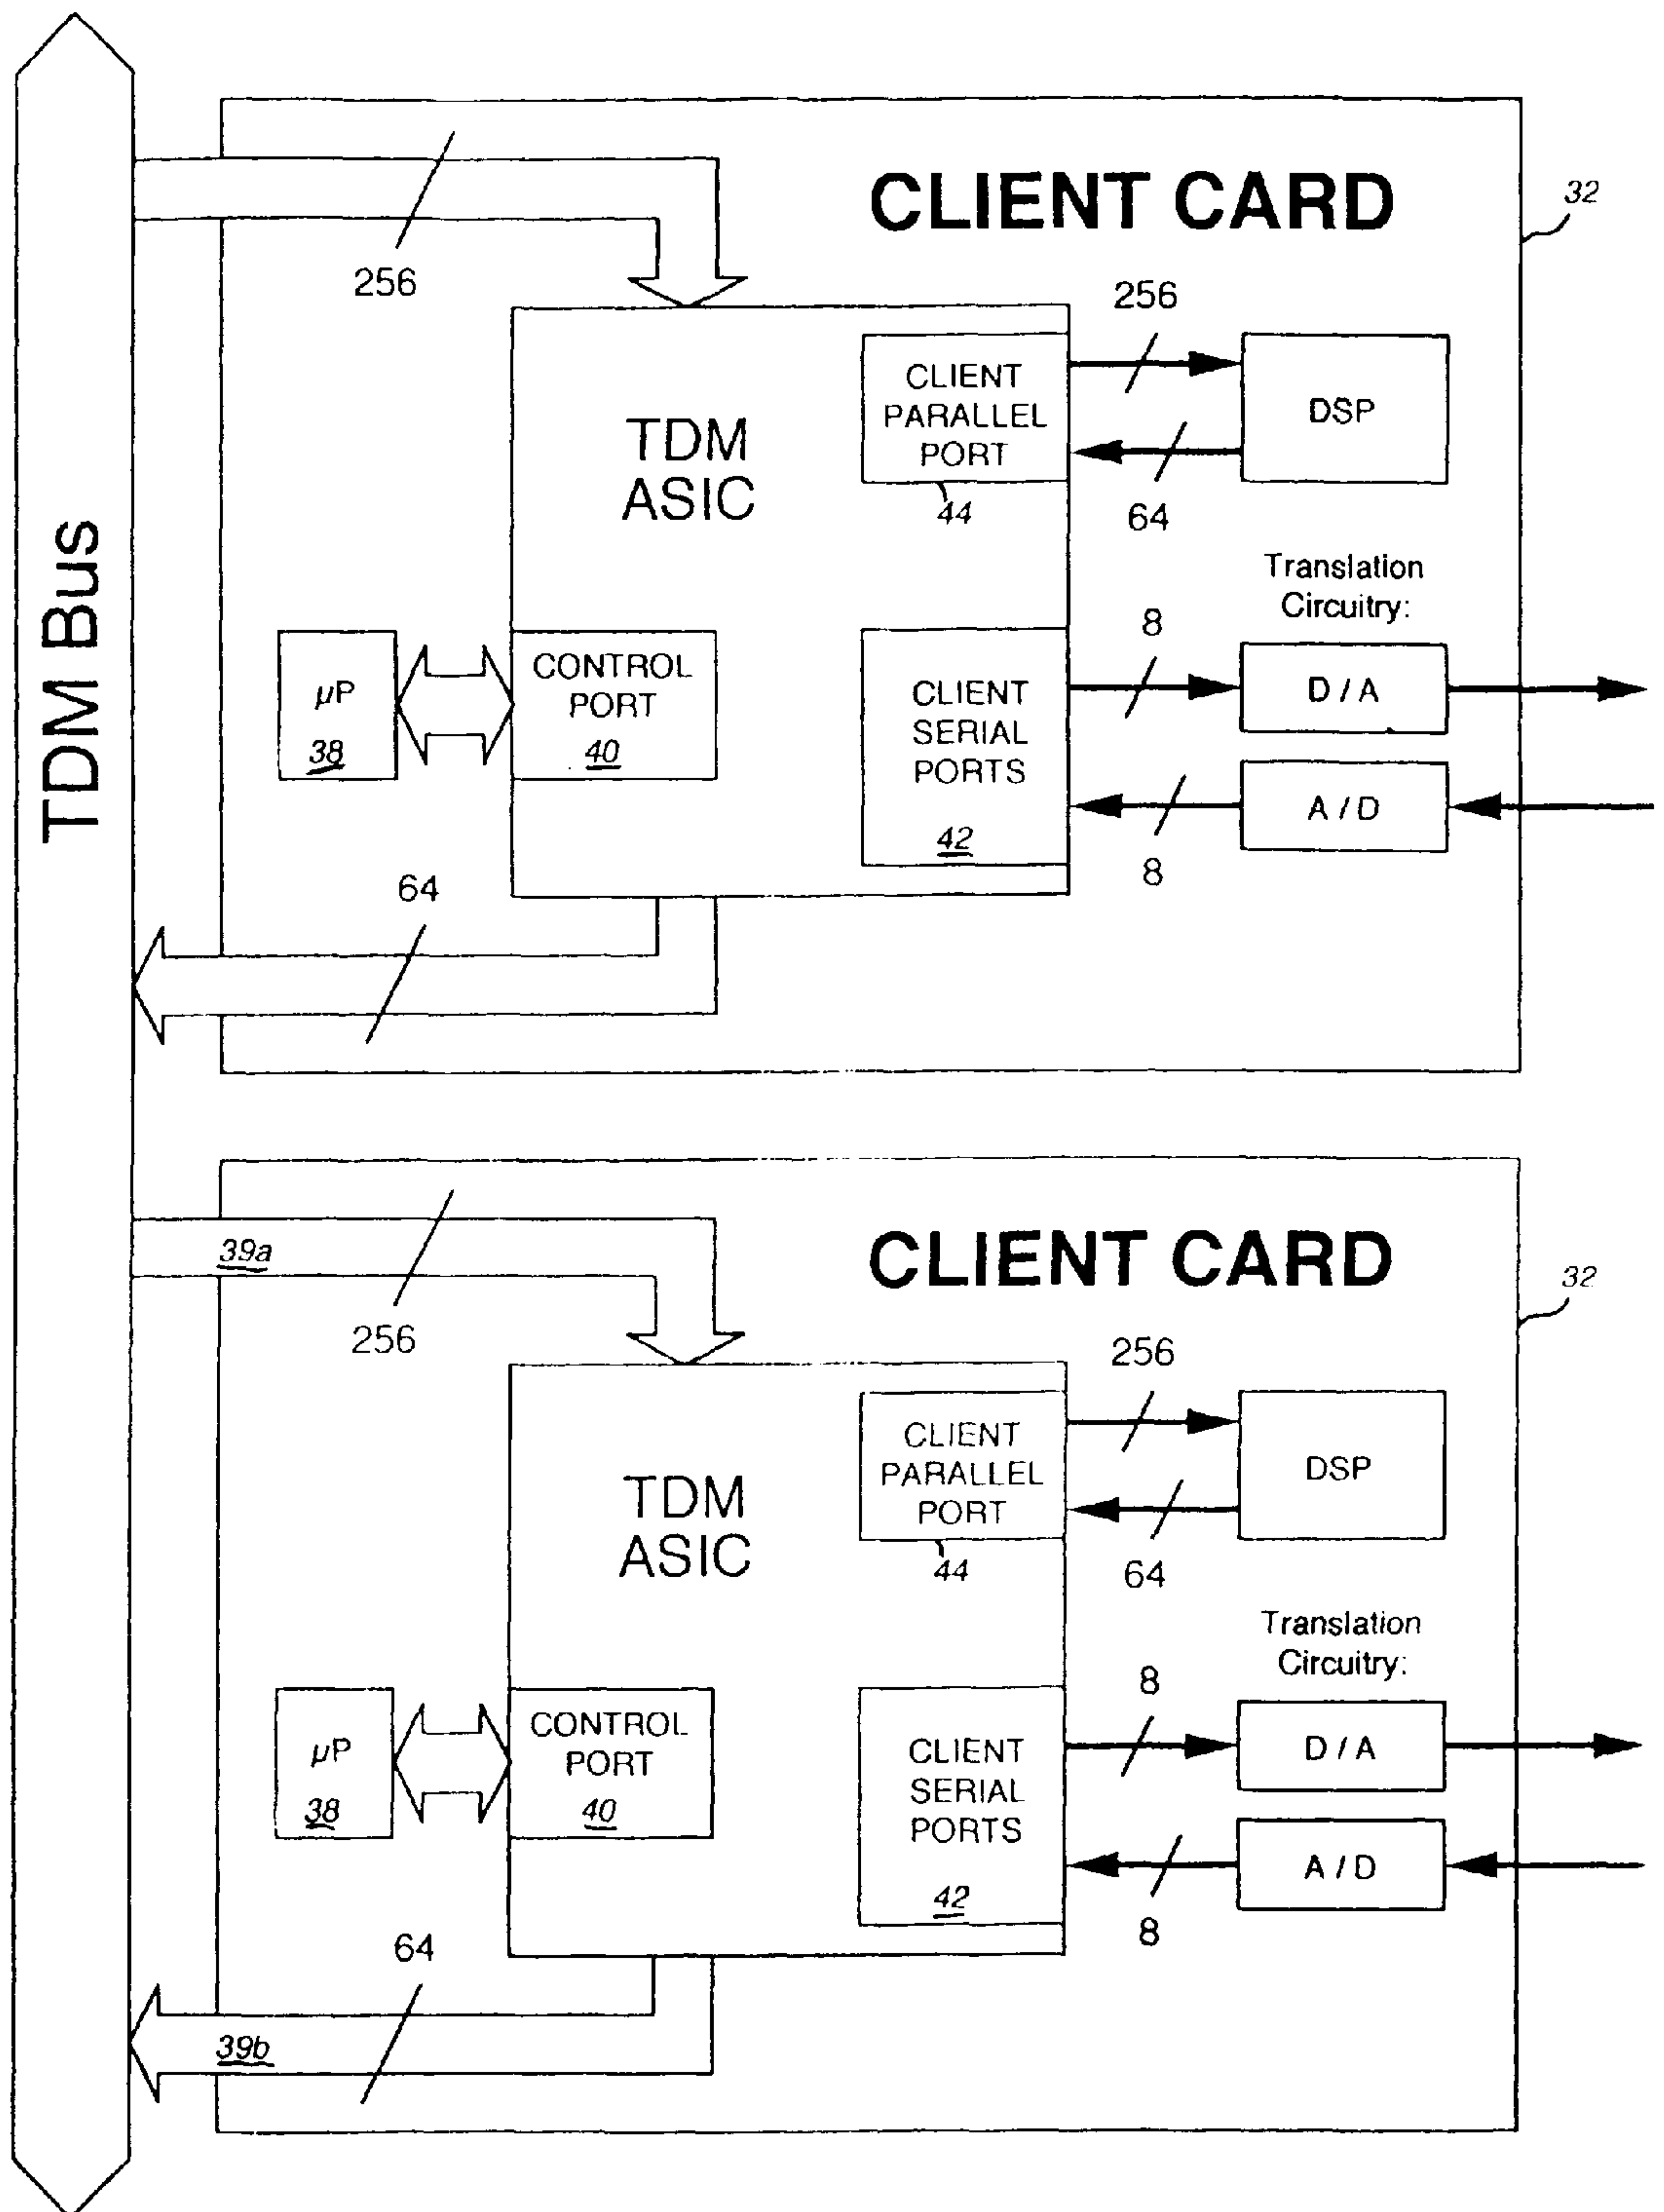 TDM Bus
CLIENT CARD
32
256
256
TDM
ASIC
CLIENT
PARALLEL
PORT
44
DSP
64
Translation
Circuitry:
µP
38
CONTROL
PORT
40
CLIENT
SERIAL
PORTS
42
8
D / A
A / D
8
64
CLIENT CARD
32
39a
256
256
TDM
ASIC
CLIENT
PARALLEL
PORT
44
DSP
64
Translation
Circuitry:
µP
38
CONTROL
PORT
40
CLIENT
SERIAL
PORTS
42
8
D / A
A / D
8
64
39b